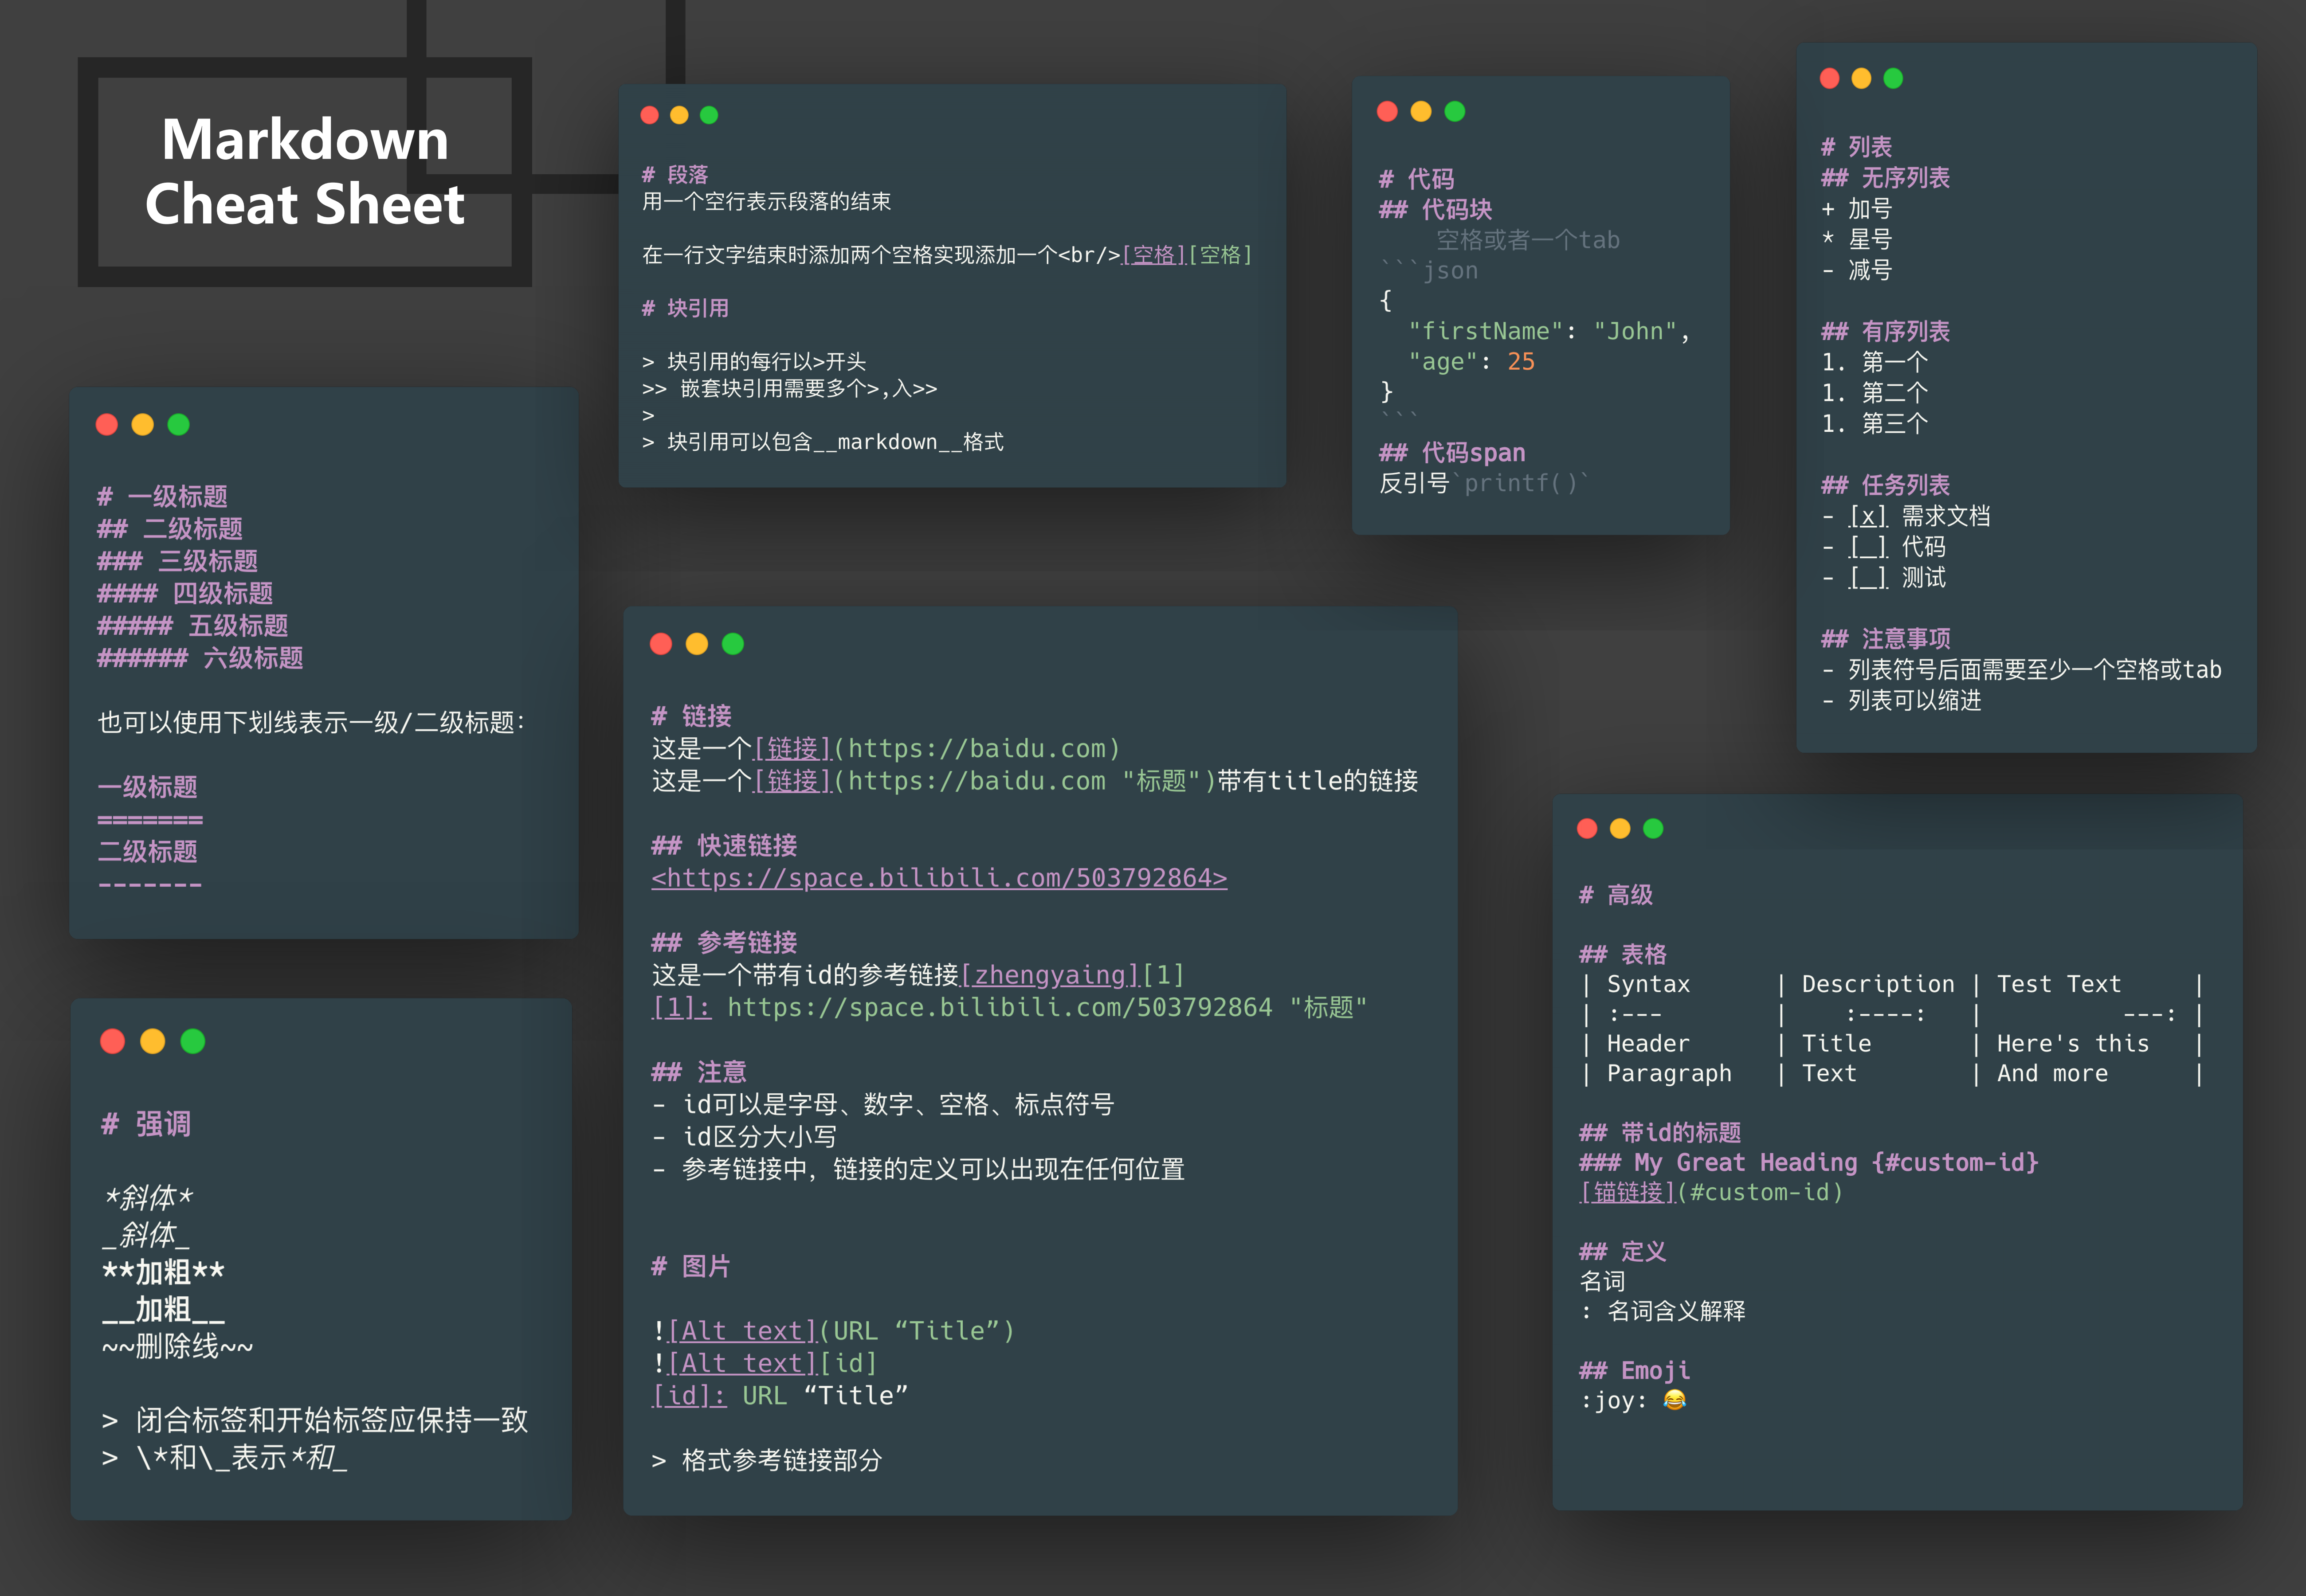 Markdown
Cheat Sheet
# 一级标题
## 二级标题
### 三级标题
#### 四级标题
##### 五级标题
###### 六级标题
也可以使用下划线表示一级/二级标题：
一级标题
=======
二级标题
-------
# 强调
*斜体*
_斜体_
**加粗**
__加粗__
~~删除线~~
> 闭合标签和开始标签应保持一致
> \*和\_表示*和_
# 段落
用一个空行表示段落的结束
在一行文字结束时添加两个空格实现添加一个<br/>[空格][空格]
# 块引用
> 块引用的每行以>开头
>> 嵌套块引用需要多个>,入>>
>
> 块引用可以包含__markdown__格式
# 链接
这是一个[链接](https://baidu.com)
这是一个[链接](https://baidu.com "标题")带有title的链接
## 快速链接
<https://space.bilibili.com/503792864>
## 参考链接
这是一个带有id的参考链接[zhengyaing][1]
[1]: https://space.bilibili.com/503792864 "标题"
## 注意
- id可以是字母、数字、空格、标点符号
- id区分大小写
- 参考链接中，链接的定义可以出现在任何位置
# 图片
![Alt text](URL “Title”)
![Alt text][id]
[id]: URL “Title”
> 格式参考链接部分
# 代码
## 代码块
    空格或者一个tab
```json
{
  "firstName": "John",
  "age": 25
}
```
## 代码span
反引号`printf()`
# 列表
## 无序列表
+ 加号
* 星号
- 减号
## 有序列表
1. 第一个
1. 第二个
1. 第三个
## 任务列表
- [x] 需求文档
- [ ] 代码
- [ ] 测试
## 注意事项
- 列表符号后面需要至少一个空格或tab
- 列表可以缩进
# 高级
## 表格
| Syntax      | Description | Test Text     |
| :---        |    :----:   |          ---: |
| Header      | Title       | Here's this   |
| Paragraph   | Text        | And more      |
## 带id的标题
### My Great Heading {#custom-id}
[锚链接](#custom-id)
## 定义
名词
: 名词含义解释
## Emoji
:joy: 😂